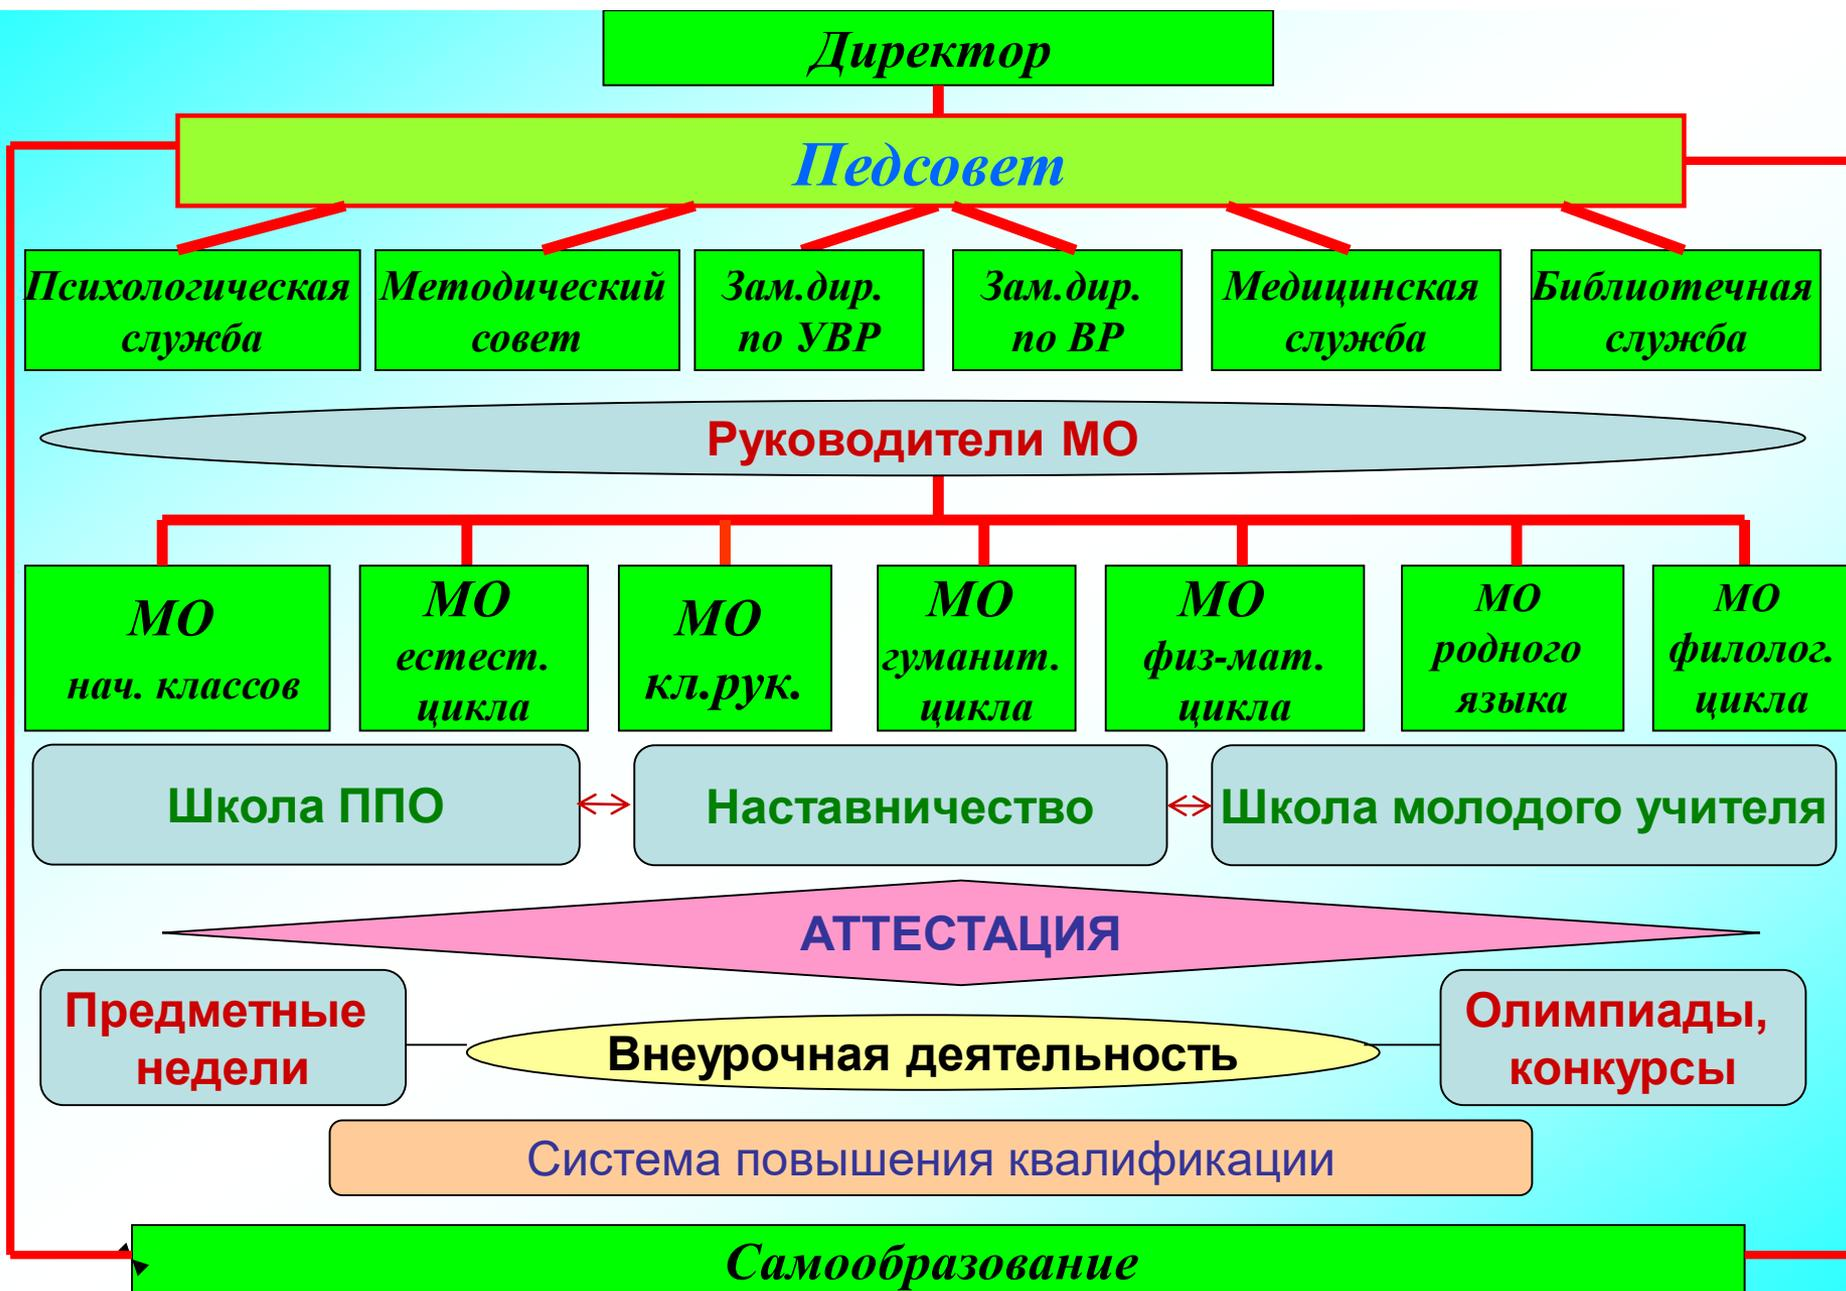 Директор
Педсовет
Психологическая
служба
Методический
совет
Зам.дир.
по УВР
Зам.дир.
по ВР
Медицинская
служба
Библиотечная
служба
Руководители МО
МО
нач. классов
МО
естест.
цикла
МО
кл.рук.
МО
гуманит.
цикла
МО
физ-мат.
цикла
МО
родного
языка
МО
филолог.
цикла
Школа ППО
Наставничество
Школа молодого учителя
АТТЕСТАЦИЯ
Предметные
недели
Внеурочная деятельность
Олимпиады,
конкурсы
Система повышения квалификации
Самообразование